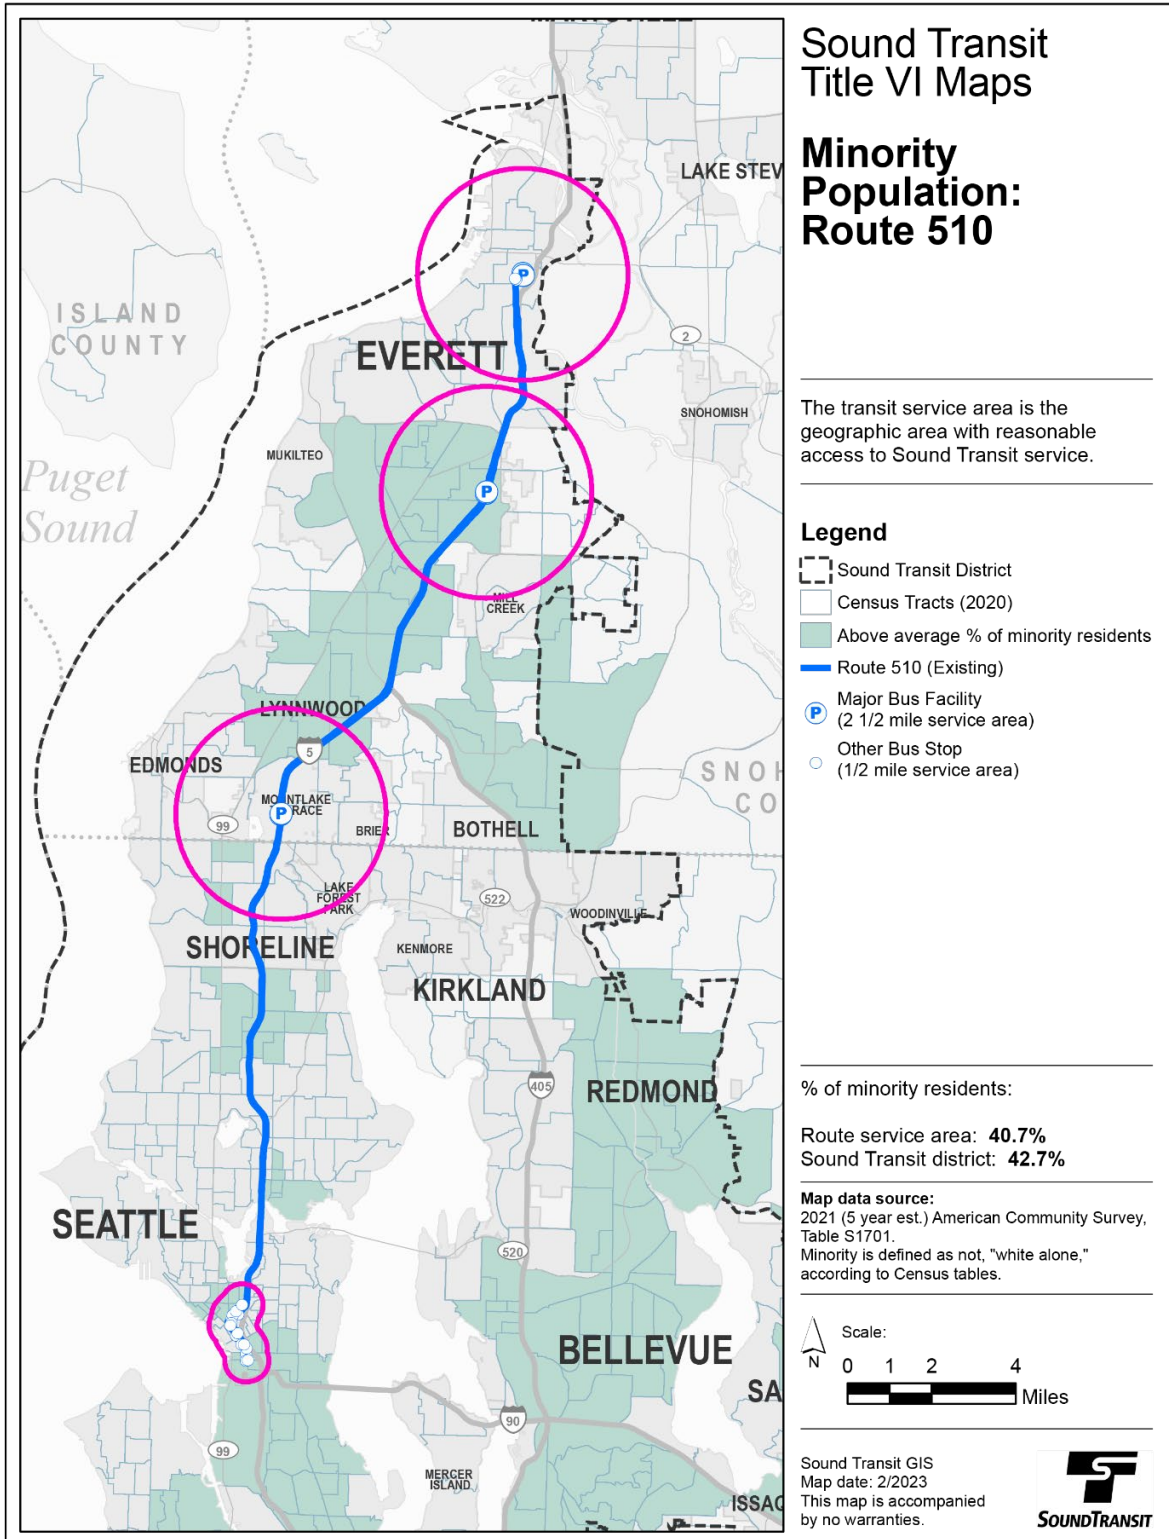 Sound Transit
Title VI Maps
Minority
Population:
Route 510
The transit service area is the
geographic area with reasonable
access to Sound Transit service.
Legend
Sound Transit District
Census Tracts (2020)
Above average % of minority residents
Route 510 (Existing)
P
Major Bus Facility
(2 1/2 mile service area)
Other Bus Stop
(1/2 mile service area)
% of minority residents:
Route service area: 40.7%
Sound Transit district: 42.7%
Map data source:
2021 (5 year est.) American Community Survey,
Table S1701.
Minority is defined as not, "white alone,"
according to Census tables.
N
Scale:
0 1 2 4
Miles
Sound Transit GIS
Map date: 2/2023
This map is accompanied
by no warranties.
SOUNDTRANSIT
LAKE STEV
P
ISLAND
COUNTY
2
EVERETT
SNOHOMISH
MUKILTEO
Puget
Sound
P
MILL
CREEK
LYNNWOOD
5
EDMONDS
SNOH
CO
MOUNTLAKE
P
99
BRIER
BOTHELL
LAKE
FOREST
PARK
522
WOODINVILLE
SHORELINE
KENMORE
KIRKLAND
405
REDMOND
SEATTLE
520
BELLEVUE
SA
90
99
MERCER
ISLAND
ISSAQ